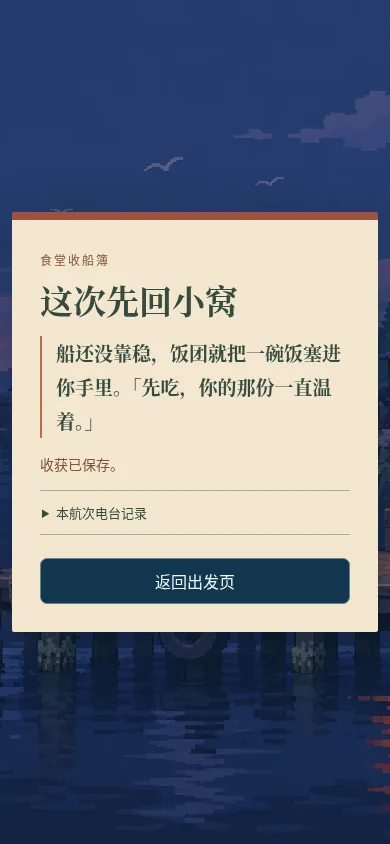 食堂收船簿
这次先回小窝
船还没靠稳，饭团就把一碗饭塞进
你手里。「先吃，你的那份一直温
着。」
收获已保存。
▶ 本航次电台记录
返回出发页